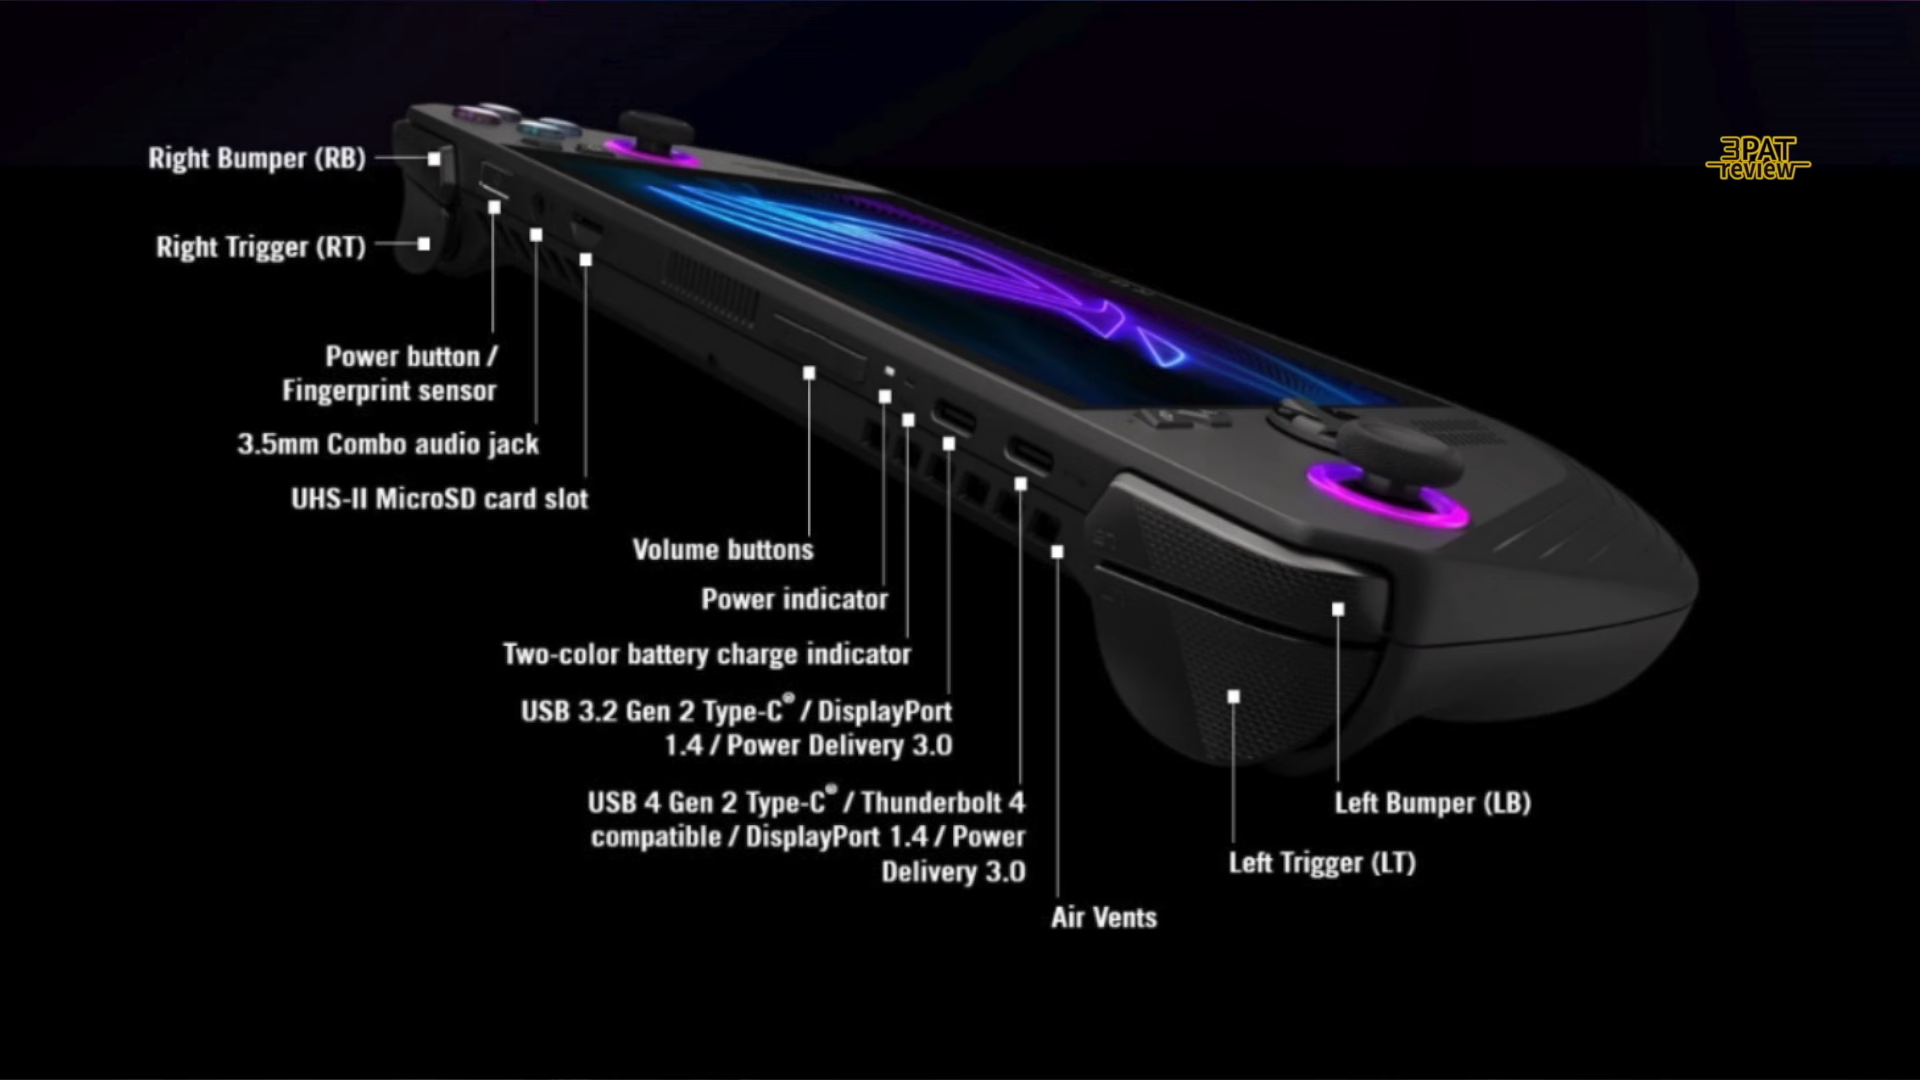 3PAT
review
Right Bumper (RB)
Right Trigger (RT)
Power button /
Fingerprint sensor
3.5mm Combo audio jack
UHS-II MicroSD card slot
Volume buttons
Power indicator
Two-color battery charge indicator
USB 3.2 Gen 2 Type-C® / DisplayPort
1.4 / Power Delivery 3.0
USB 4 Gen 2 Type-C® / Thunderbolt 4
compatible / DisplayPort 1.4 / Power
Delivery 3.0
Air Vents
Left Bumper (LB)
Left Trigger (LT)